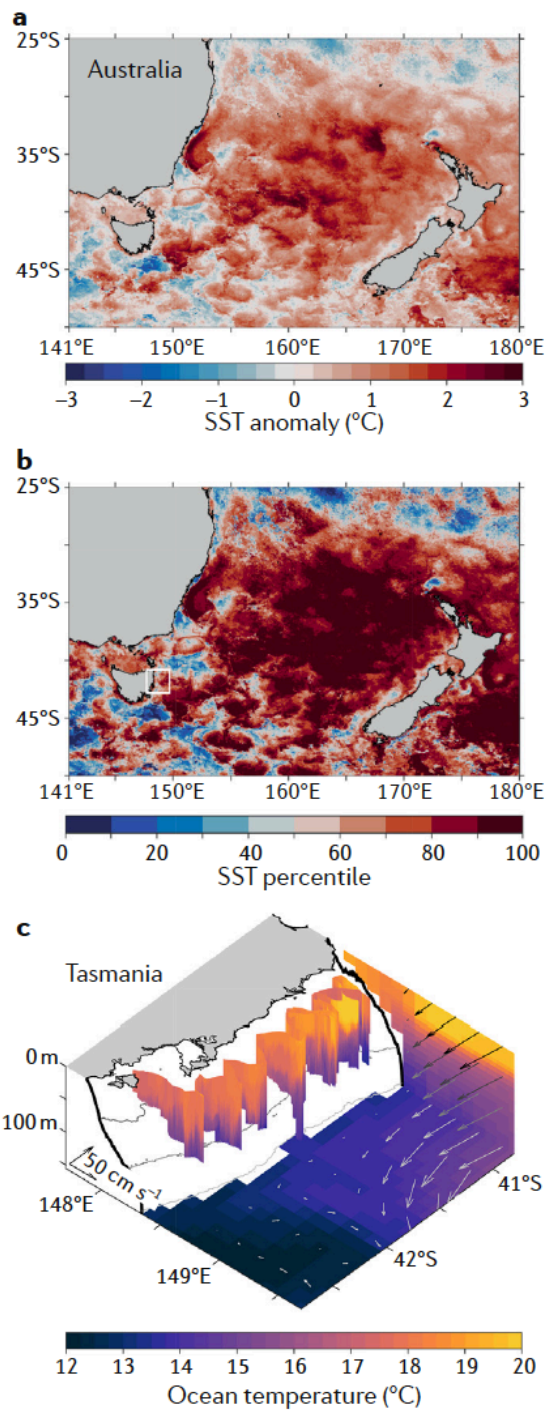 a
25°S
Australia
35°S
45°S
141°E 150°E 160°E 170°E 180°E
−3 −2 −1 0 1 2 3
SST anomaly (°C)
b
25°S
35°S
45°S
141°E 150°E 160°E 170°E 180°E
0 20 40 60 80 100
SST percentile
c
Tasmania
0 m
100 m
50 cm s⁻¹
148°E
149°E
42°S
41°S
12 13 14 15 16 17 18 19 20
Ocean temperature (°C)